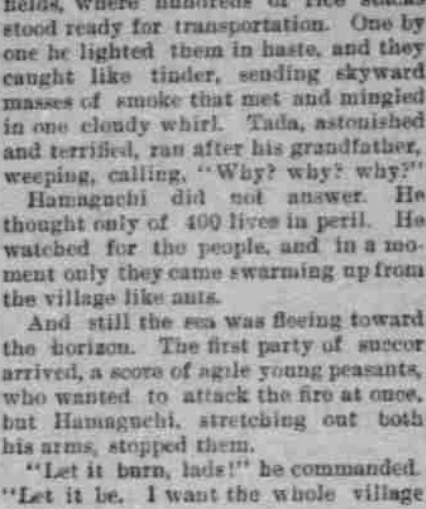 fields, where hundreds of rice stacks
stood ready for transportation. One by
one he lighted them in haste, and they
caught like tinder, sending skyward
masses of smoke that met and mingled
in one cloudy whirl. Tada, astonished
and terrified, ran after his grandfather,
weeping, calling, "Why? why? why?"
Hamaguchi did not answer. He
thought only of 400 lives in peril. He
watched for the people, and in a mo-
ment only they came swarming up from
the village like ants.
And still the sea was fleeing toward
the horizon. The first party of succor
arrived, a score of agile young peasants,
who wanted to attack the fire at once,
but Hamaguchi, stretching out both
his arms, stopped them.
"Let it burn, lads!" he commanded.
"Let it be. I want the whole village